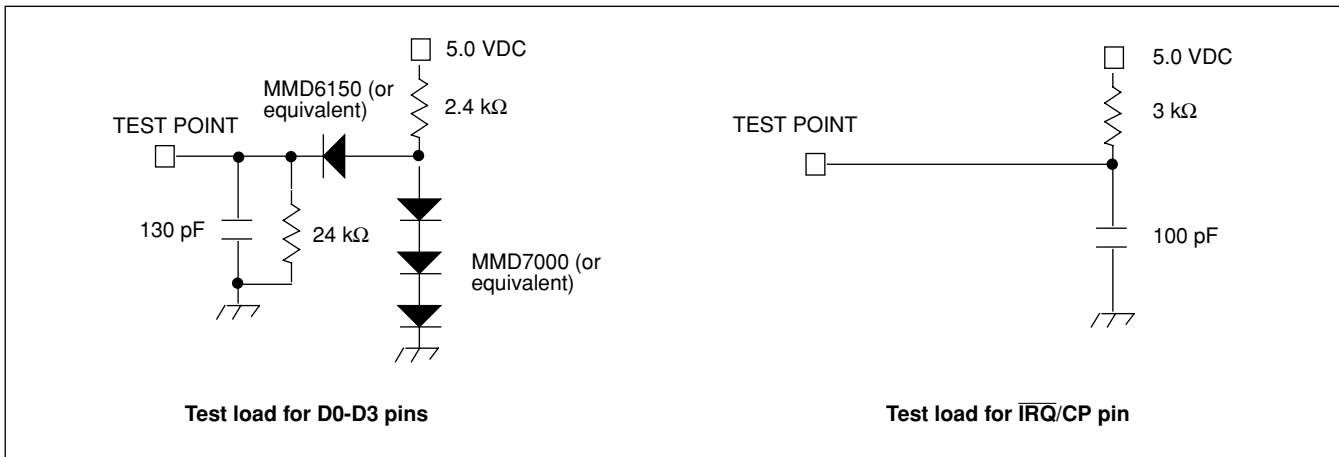 5.0 VDC
MMD6150 (or
equivalent)
2.4 kΩ
TEST POINT
130 pF
24 kΩ
MMD7000 (or
equivalent)
Test load for D0-D3 pins
5.0 VDC
3 kΩ
TEST POINT
100 pF
Test load for I̅R̅Q̅/CP pin